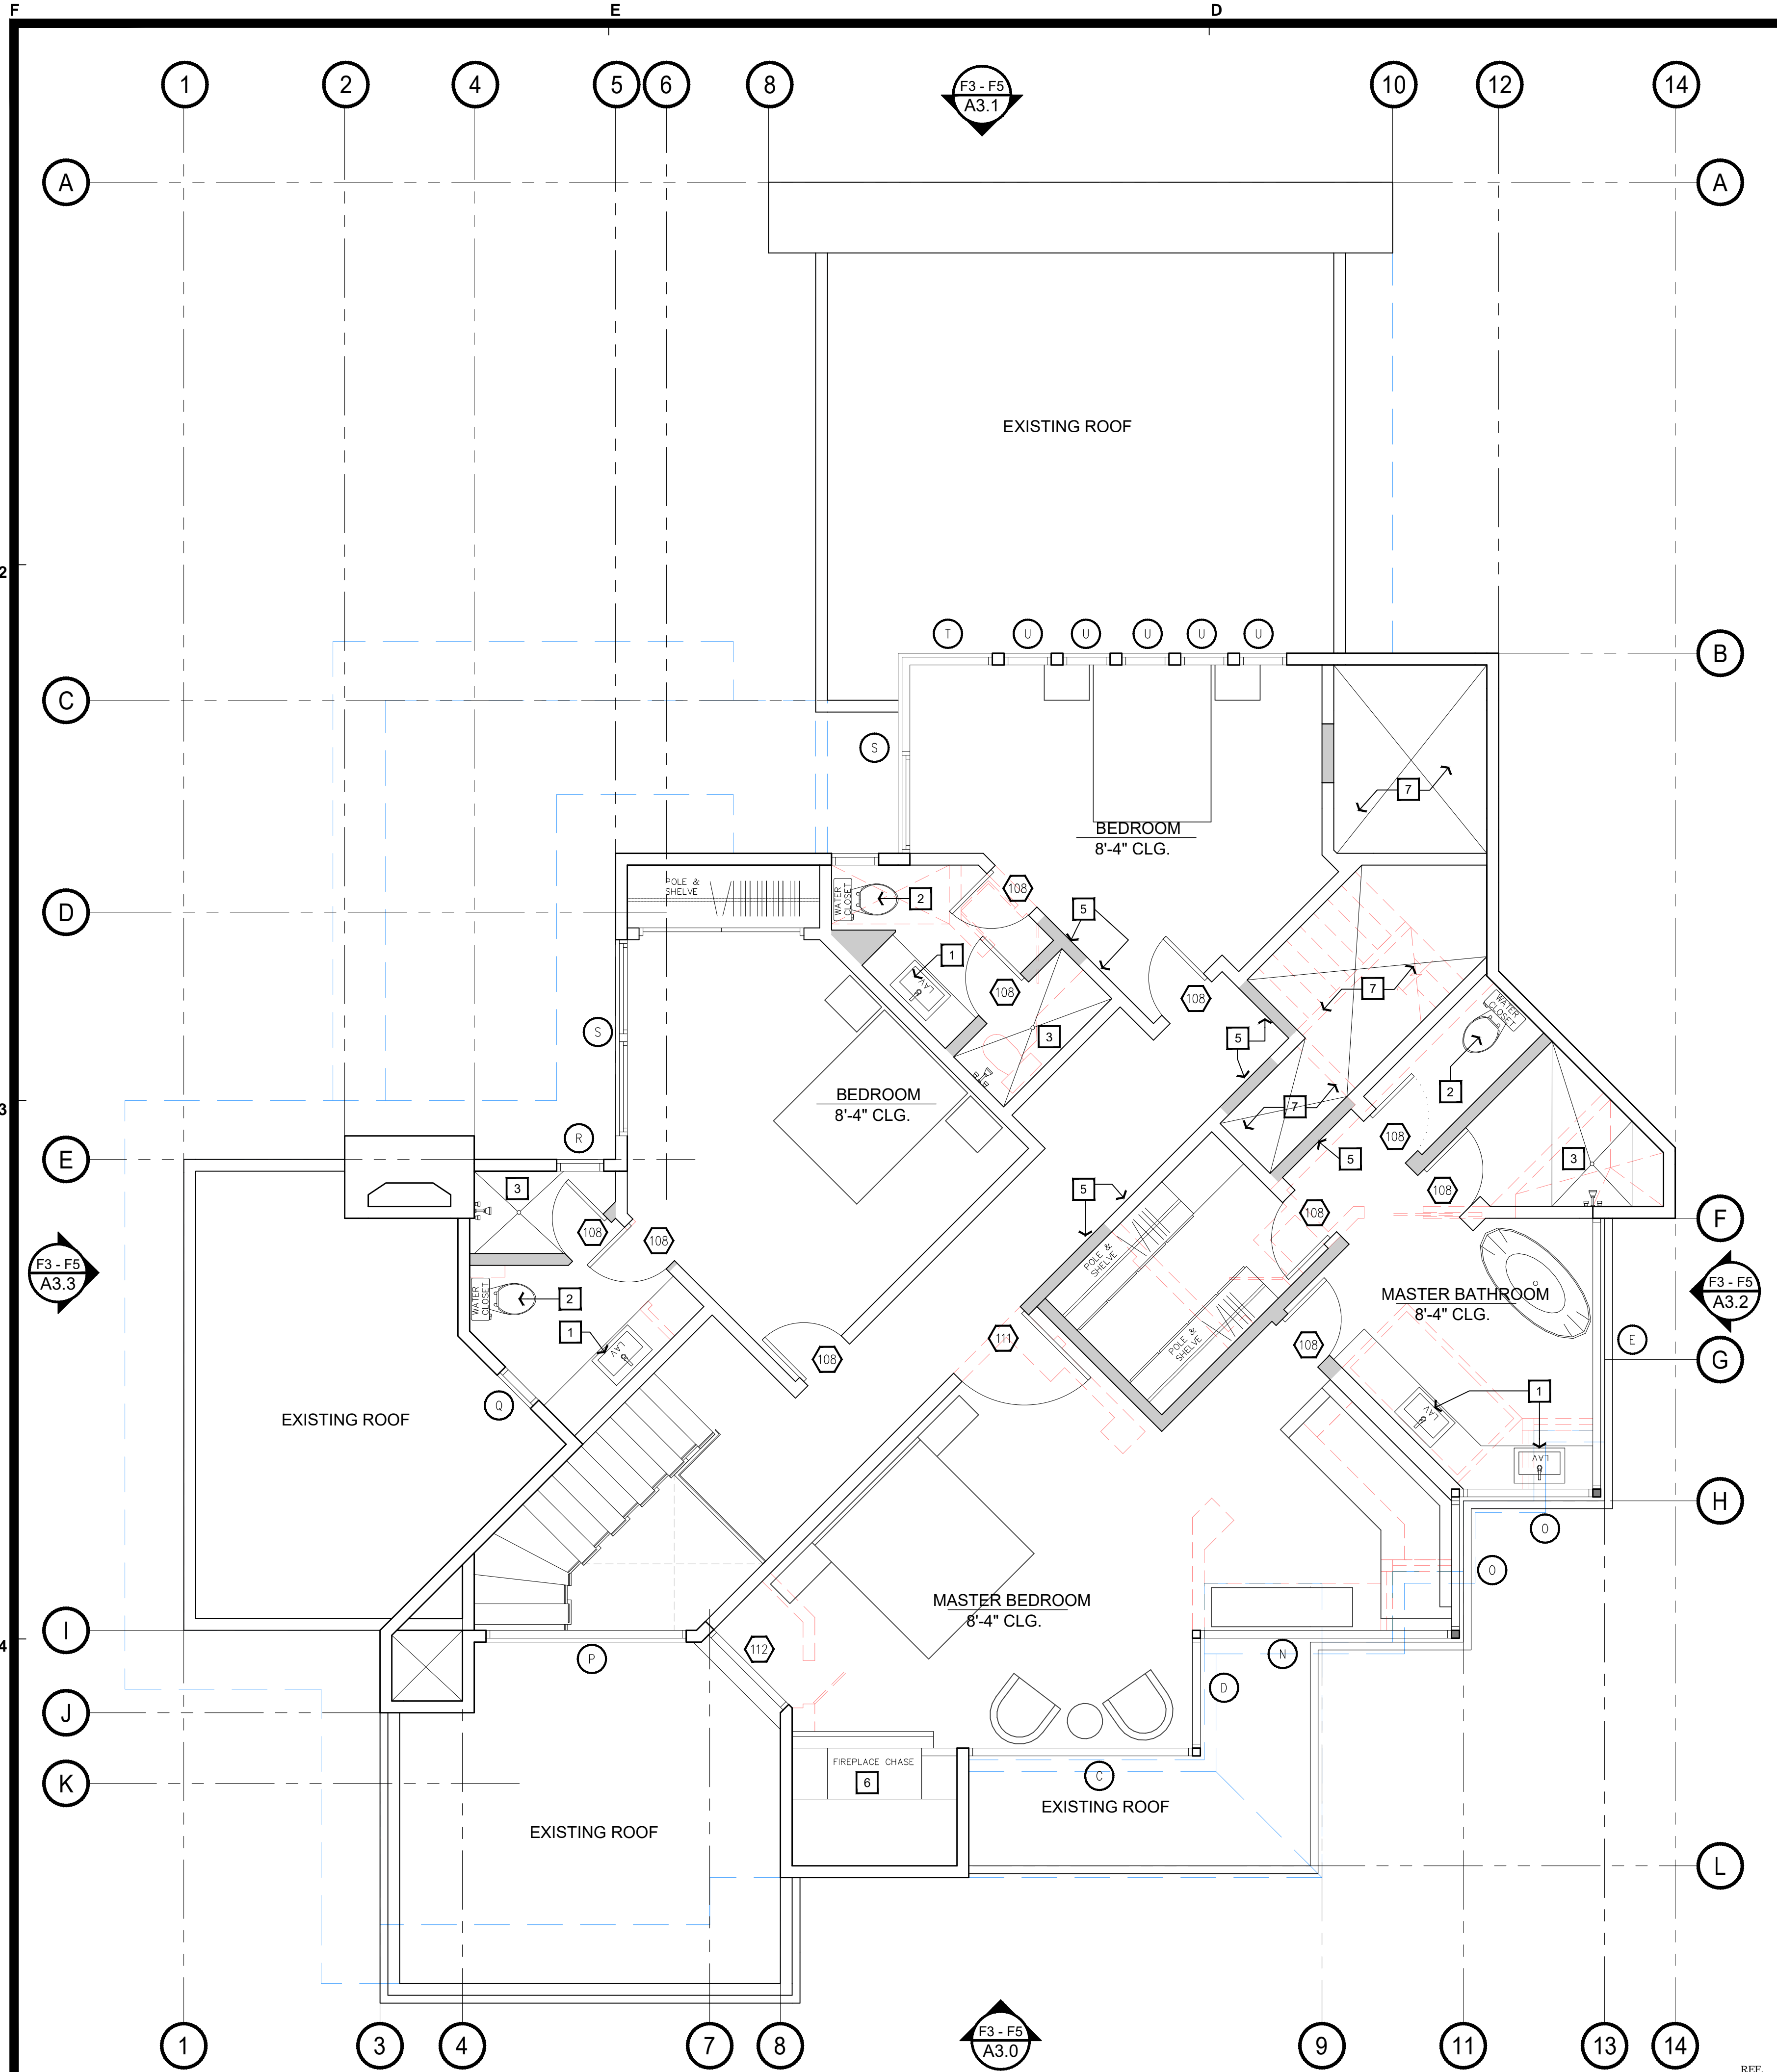 F
E
D
1
2
4
5
6
8
10
12
14
F3 - F5
A3.1
A
A
EXISTING ROOF
2
T
U
U
U
U
U
B
C
S
7
BEDROOM
8'-4" CLG.
POLE &
SHELVE
WATER
CLOSET
2
108
5
D
1
LAV
108
108
7
WATER
CLOSET
S
3
5
2
BEDROOM
8'-4" CLG.
3
7
108
R
E
5
3
3
5
108
108
108
108
F
POLE &
SHELVE
F3 - F5
A3.3
F3 - F5
A3.2
WATER
CLOSET
2
MASTER BATHROOM
8'-4" CLG.
1
LAV
111
POLE &
SHELVE
108
E
108
G
1
Q
EXISTING ROOF
LAV
LAV
H
O
O
MASTER BEDROOM
8'-4" CLG.
I
4
112
P
N
D
J
FIREPLACE CHASE
6
C
K
EXISTING ROOF
EXISTING ROOF
L
F3 - F5
A3.0
1
3
4
7
8
9
11
13
14
REF.